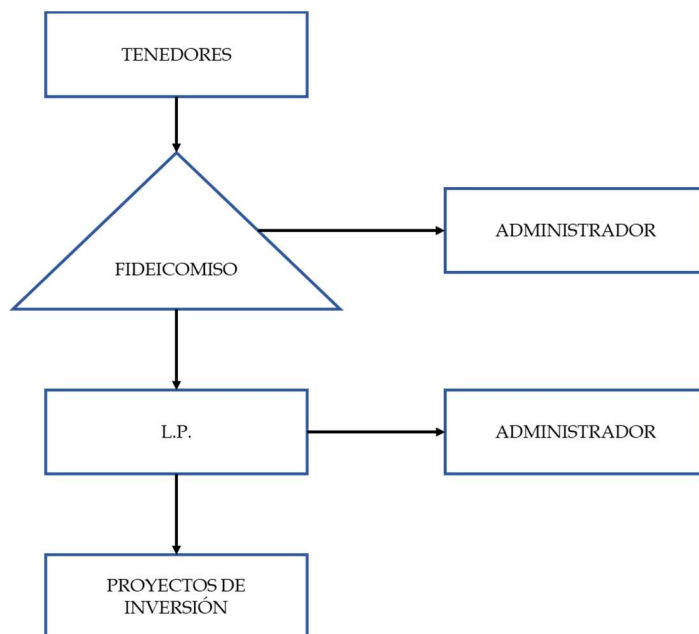 TENEDORES
FIDEICOMISO
ADMINISTRADOR
L.P.
ADMINISTRADOR
PROYECTOS DE
INVERSIÓN